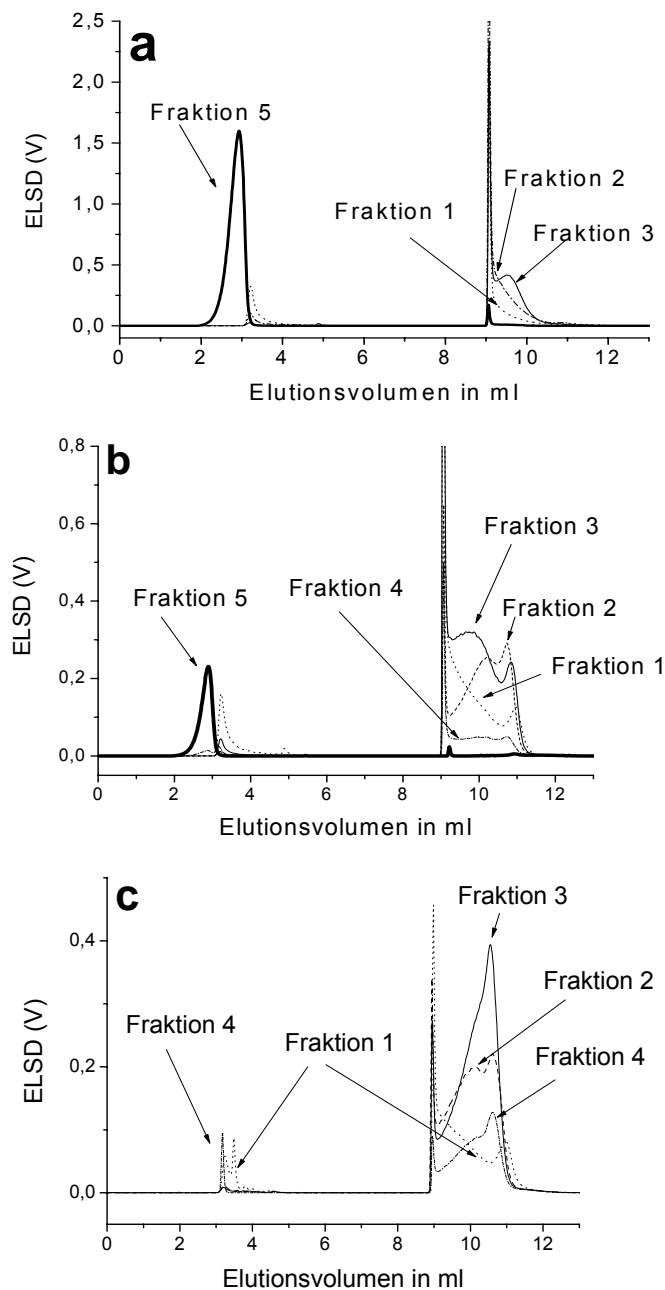 a
2,5
2,0
1,5
1,0
0,5
0,0
ELSD (V)
Fraktion 5
Fraktion 1
Fraktion 2
Fraktion 3
0 2 4 6 8 10 12
Elutionsvolumen in ml
b
0,8
0,6
0,4
0,2
0,0
ELSD (V)
Fraktion 5
Fraktion 3
Fraktion 4
Fraktion 2
Fraktion 1
0 2 4 6 8 10 12
Elutionsvolumen in ml
c
0,4
0,2
0,0
ELSD (V)
Fraktion 3
Fraktion 2
Fraktion 4
Fraktion 1
Fraktion 4
0 2 4 6 8 10 12
Elutionsvolumen in ml